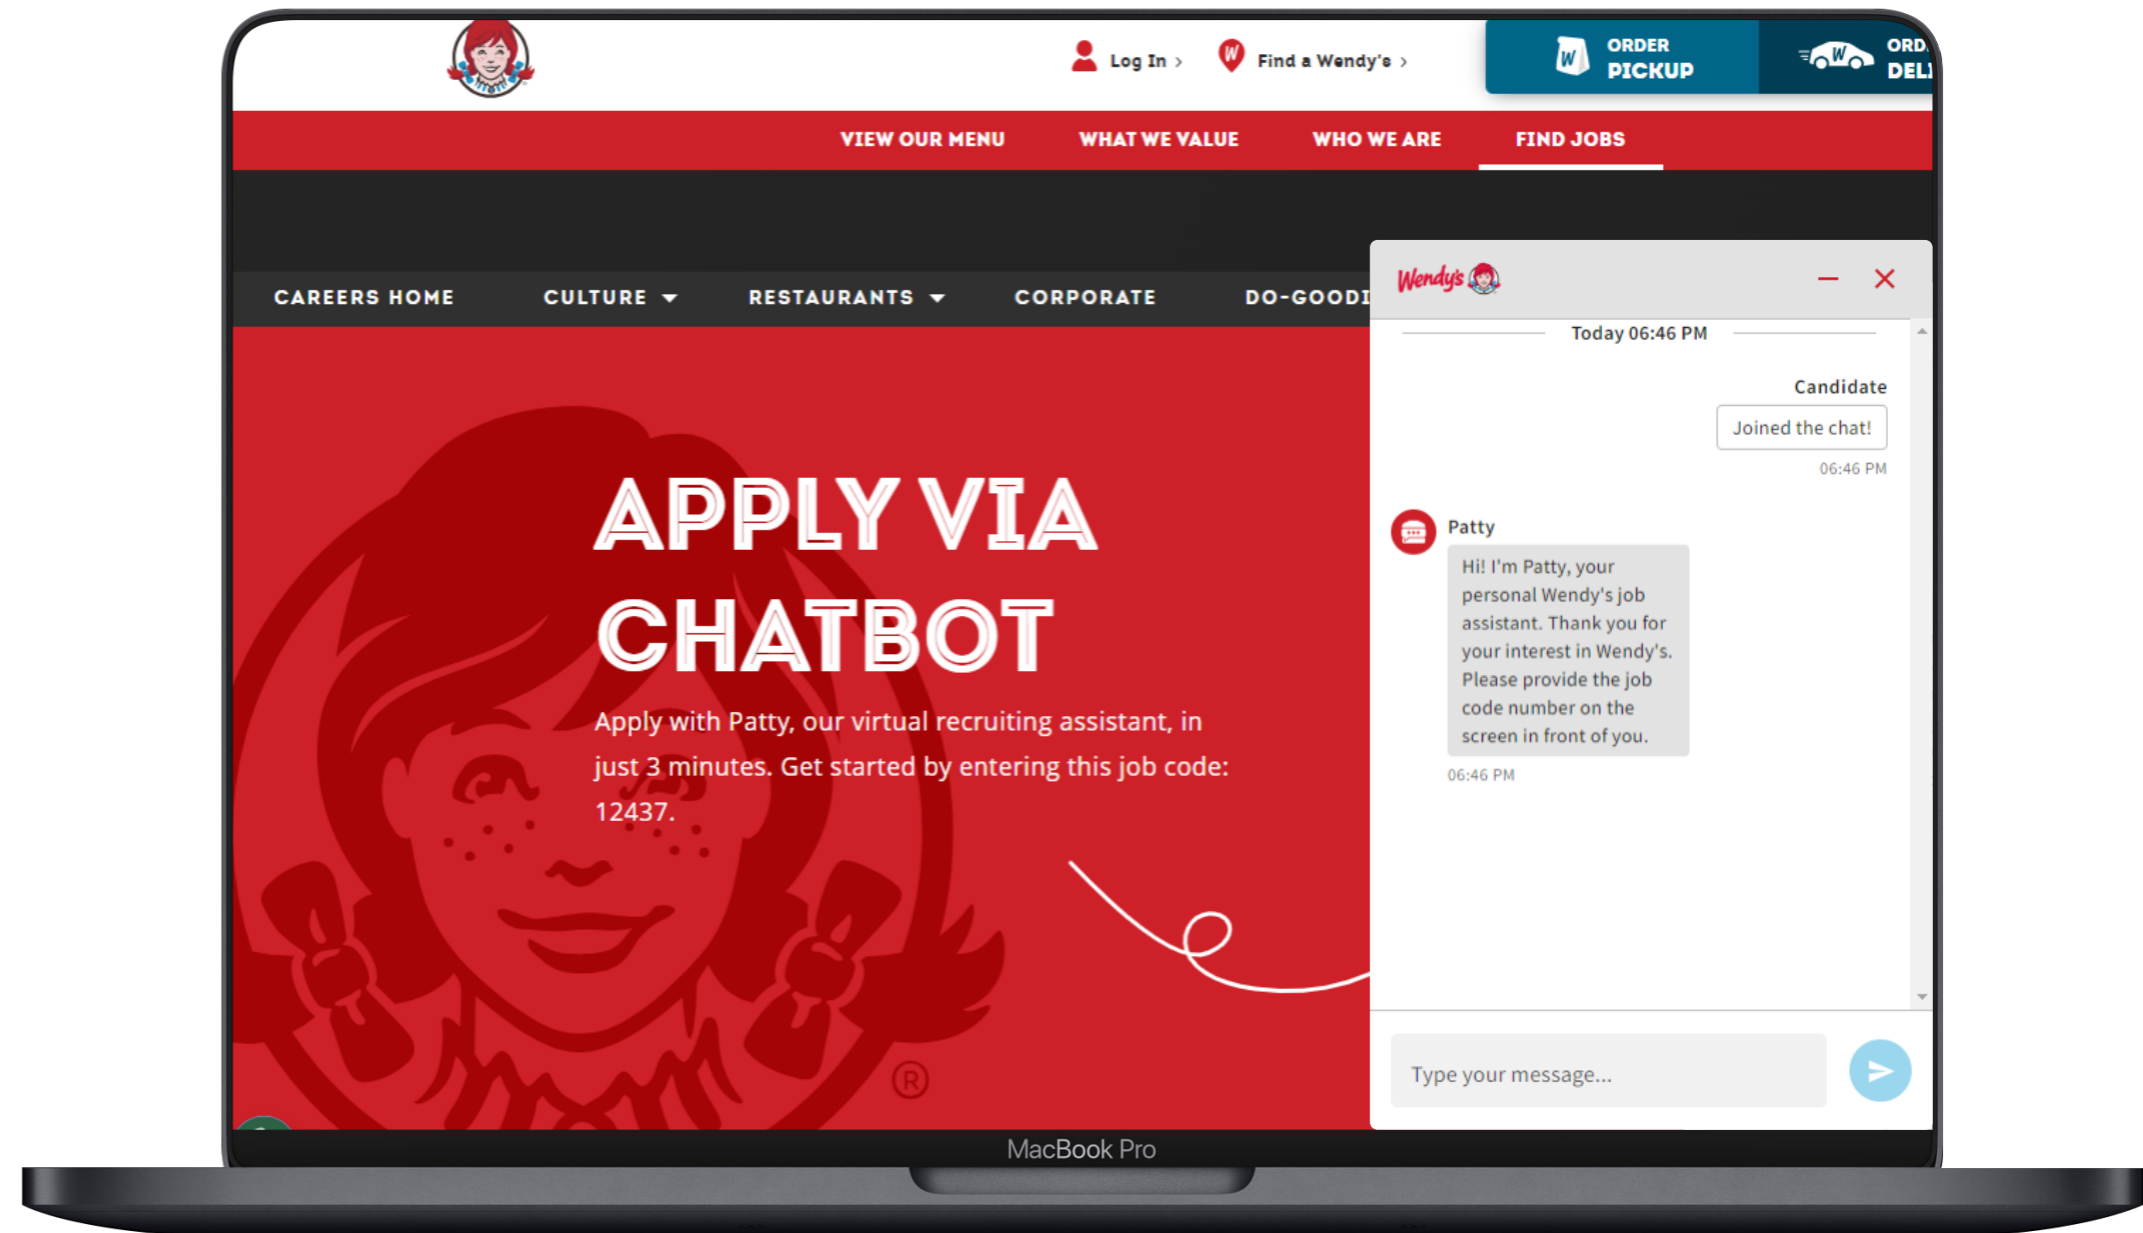 Log In >
Find a Wendy's >
W
W
ORDER
PICKUP
W
ORD
DELI
VIEW OUR MENU
WHAT WE VALUE
WHO WE ARE
FIND JOBS
CAREERS HOME
CULTURE
RESTAURANTS
CORPORATE
DO-GOODI
Wendy's
Today 06:46 PM
Candidate
Joined the chat!
06:46 PM
APPLY VIA
CHATBOT
Apply with Patty, our virtual recruiting assistant, in
just 3 minutes. Get started by entering this job code:
12437.
®
Patty
Hi! I'm Patty, your
personal Wendy's job
assistant. Thank you for
your interest in Wendy's.
Please provide the job
code number on the
screen in front of you.
06:46 PM
Type your message...
MacBook Pro